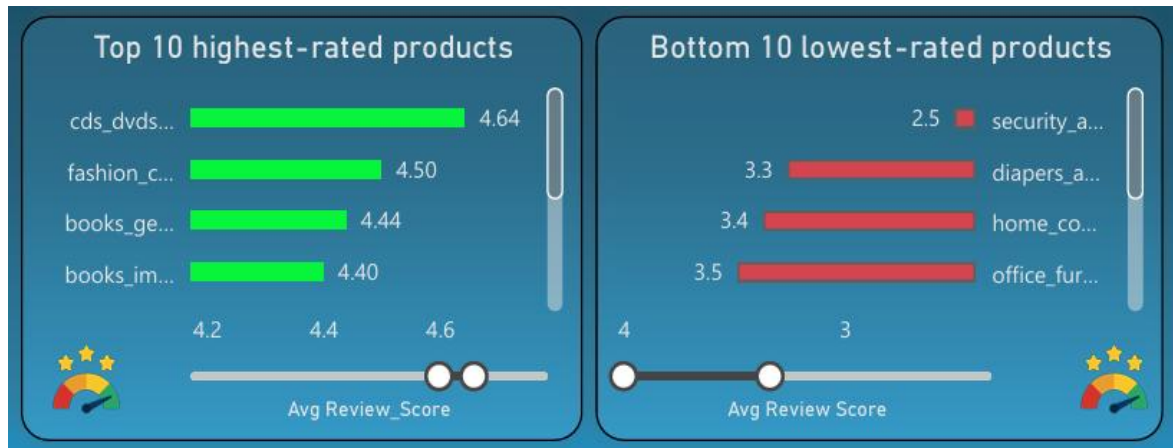 Top 10 highest-rated products
cds_dvds... 4.64
fashion_c... 4.50
books_ge... 4.44
books_im... 4.40
4.2 4.4 4.6
Avg Review_Score
Bottom 10 lowest-rated products
2.5 security_a...
3.3 diapers_a...
3.4 home_co...
3.5 office_fur...
4 3
Avg Review Score